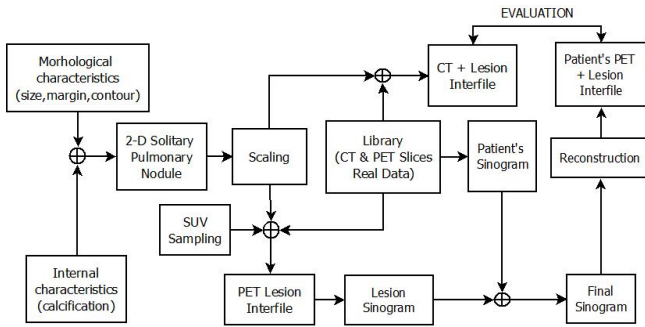 EVALUATION
Morhological
characteristics
(size,margin,contour)
CT + Lesion
Interfile
Patient's PET
+ Lesion
Interfile
2-D Solitary
Pulmonary
Nodule
Scaling
Library
(CT & PET Slices
Real Data)
Patient's
Sinogram
Reconstruction
SUV
Sampling
Internal
characteristics
(calcification)
PET Lesion
Interfile
Lesion
Sinogram
Final
Sinogram